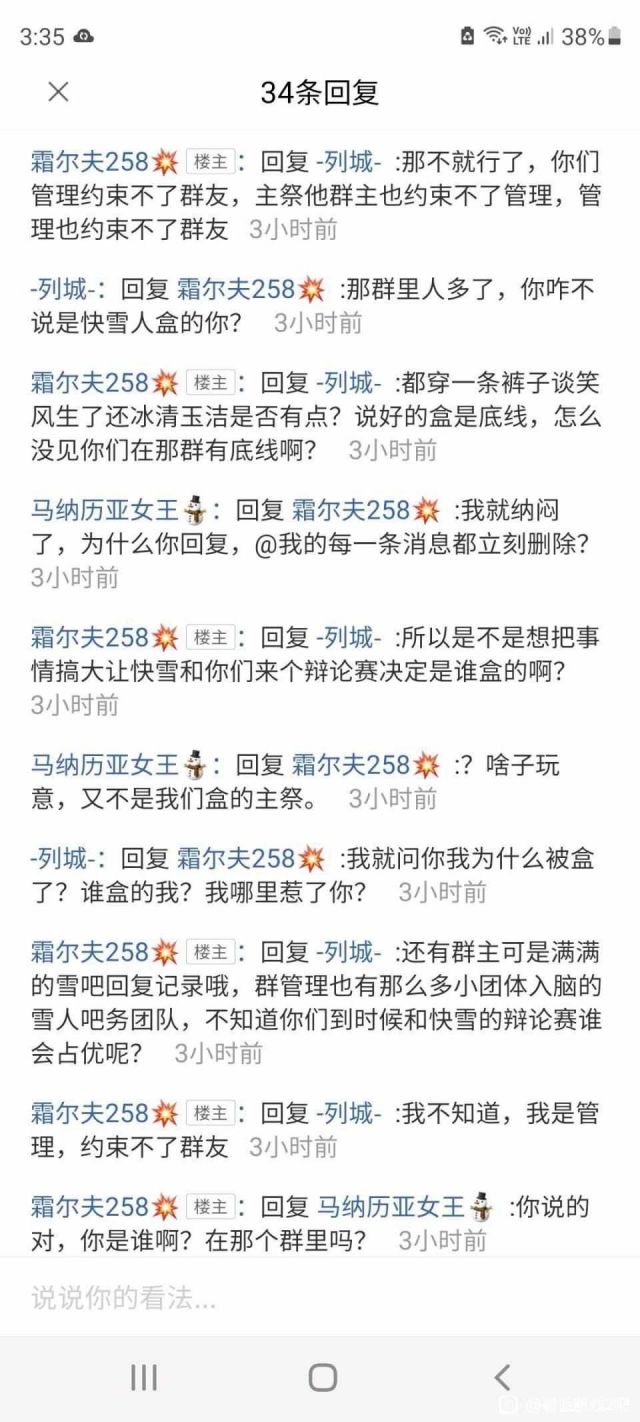 3:35
Vo)) LTE 38%
34条回复
霜尔夫258💥 楼主：回复 -列城- :那不就行了，你们
管理约束不了群友，主祭他群主也约束不了管理，管
理也约束不了群友 3小时前
-列城-：回复 霜尔夫258💥 :那群里人多了，你咋不
说是快雪人盒的你？ 3小时前
霜尔夫258💥 楼主：回复 -列城- :都穿一条裤子谈笑
风生了还冰清玉洁是否有点？说好的盒是底线，怎么
没见你们在那群有底线啊？ 3小时前
马纳历亚女王⛄：回复 霜尔夫258💥 :我就纳闷
了，为什么你回复，@我的每一条消息都立刻删除？
3小时前
霜尔夫258💥 楼主：回复 -列城- :所以是不是想把事
情搞大让快雪和你们来个辩论赛决定是谁盒的啊？
3小时前
马纳历亚女王⛄：回复 霜尔夫258💥 :？啥子玩
意，又不是我们盒的主祭。 3小时前
-列城-：回复 霜尔夫258💥 :我就问你我为什么被盒
了？谁盒的我？我哪里惹了你？ 3小时前
霜尔夫258💥 楼主：回复 -列城- :还有群主可是满满
的雪吧回复记录哦，群管理也有那么多小团体入脑的
雪人吧务团队，不知道你们到时候和快雪的辩论赛谁
会占优呢？ 3小时前
霜尔夫258💥 楼主：回复 -列城- :我不知道，我是管
理，约束不了群友 3小时前
霜尔夫258💥 楼主：回复 马纳历亚女王⛄ :你说的
对，你是谁啊？在那个群里吗？ 3小时前
说说你的看法...